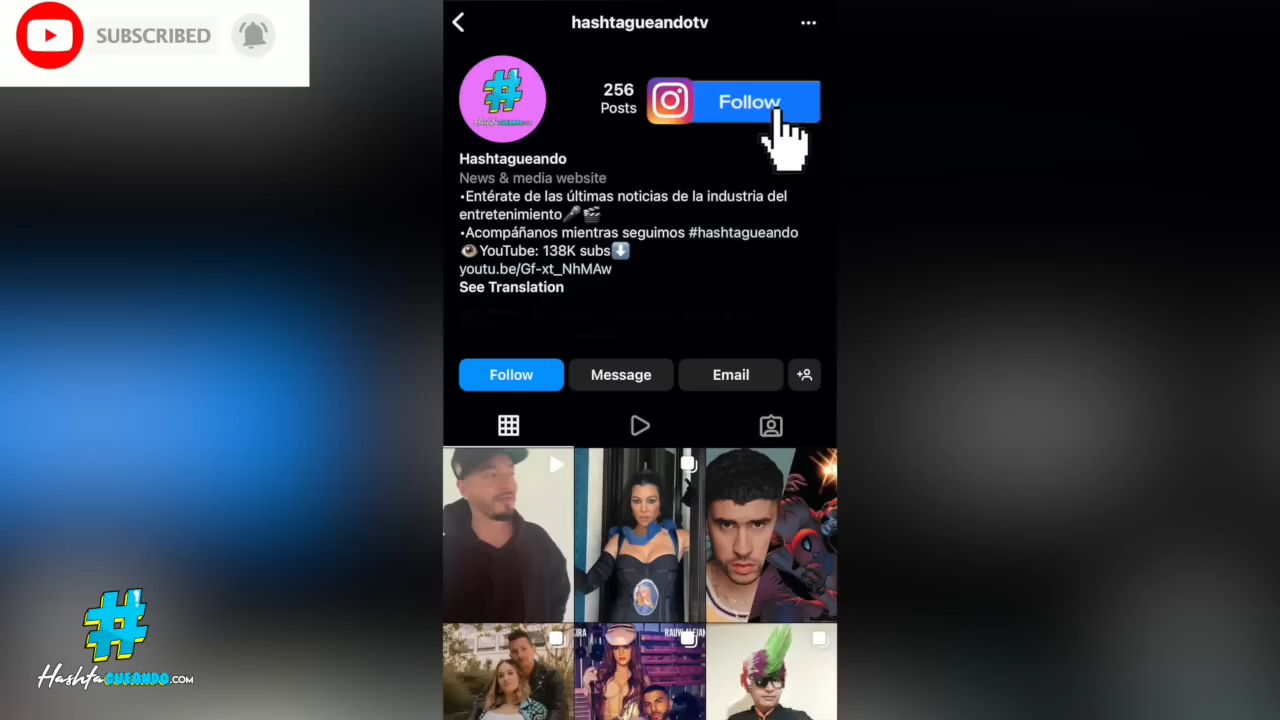 SUBSCRIBED
hashtagueandotv
256
Posts
Follow
Hashtagueando
News & media website
•Entérate de las últimas noticias de la industria del
entretenimiento🎤🎬
•Acompáñanos mientras seguimos #hashtagueando
👁YouTube: 138K subs⬇️
youtu.be/Gf-xt_NhMAw
See Translation
Follow
Message
Email
#
HashtaGUEANDO.COM